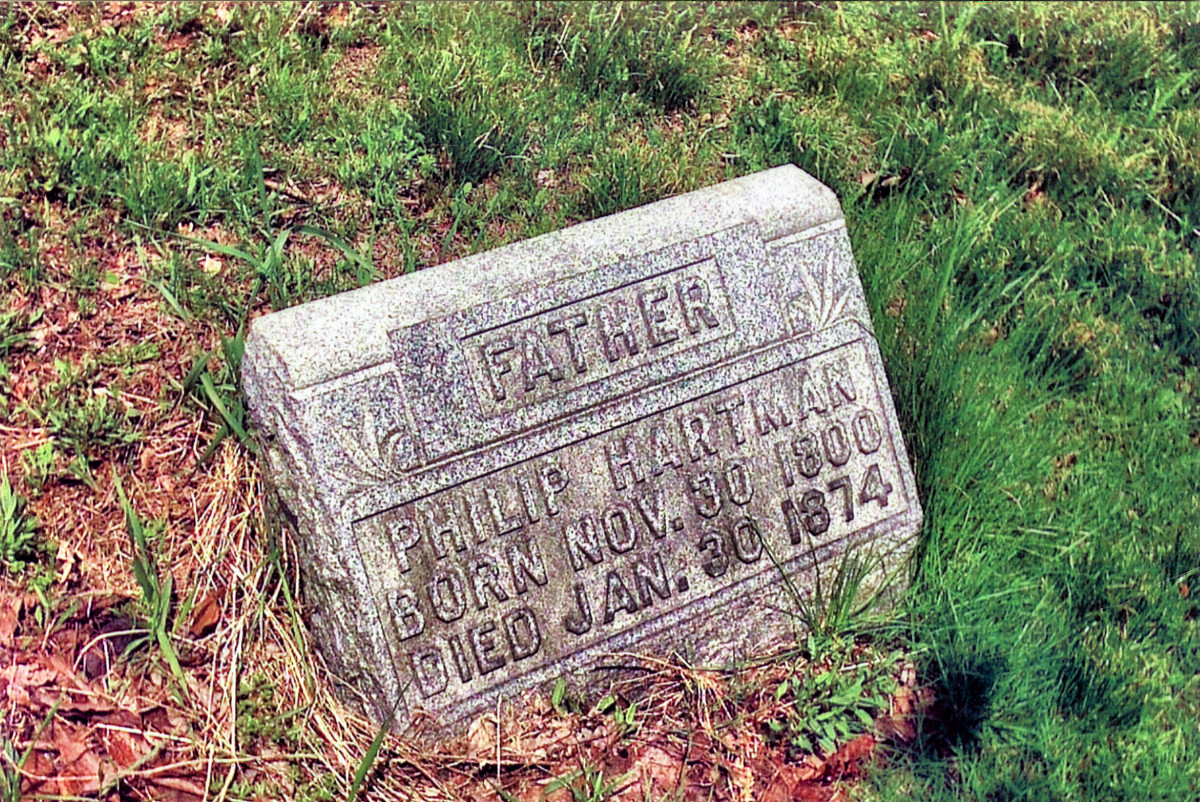 FATHER
PHILIP HARTMAN
BORN NOV. 30 1800
DIED JAN. 30 1874